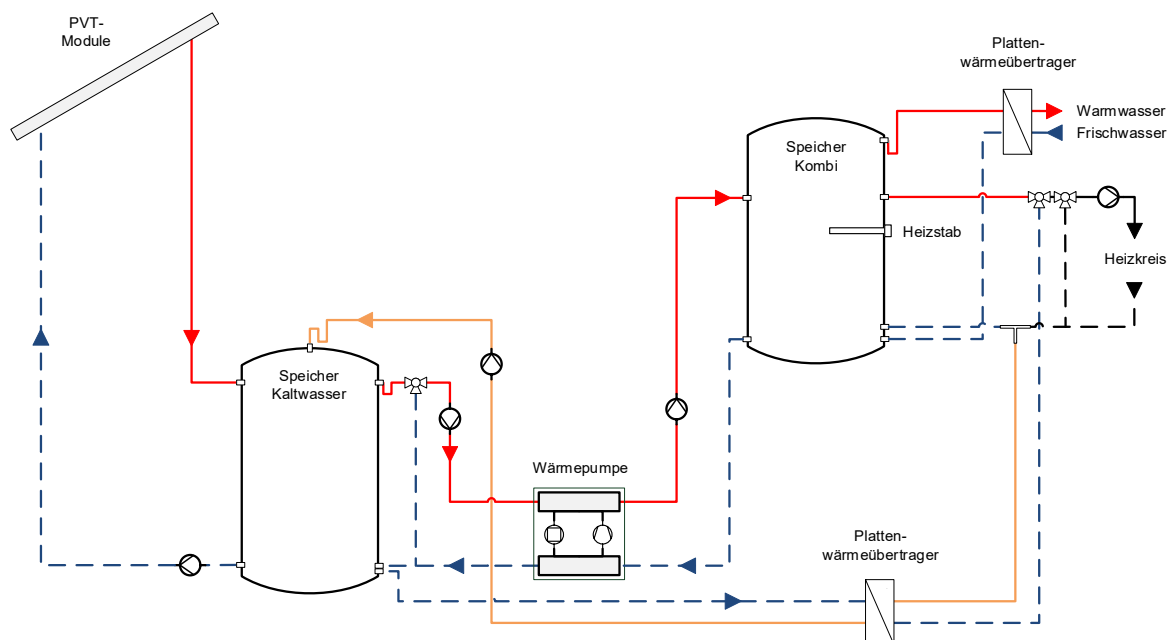 PVT-
Module
Platten-
wärmeübertrager
Warmwasser
Frischwasser
Speicher
Kombi
Heizstab
Heizkreis
Speicher
Kaltwasser
Wärmepumpe
Platten-
wärmeübertrager